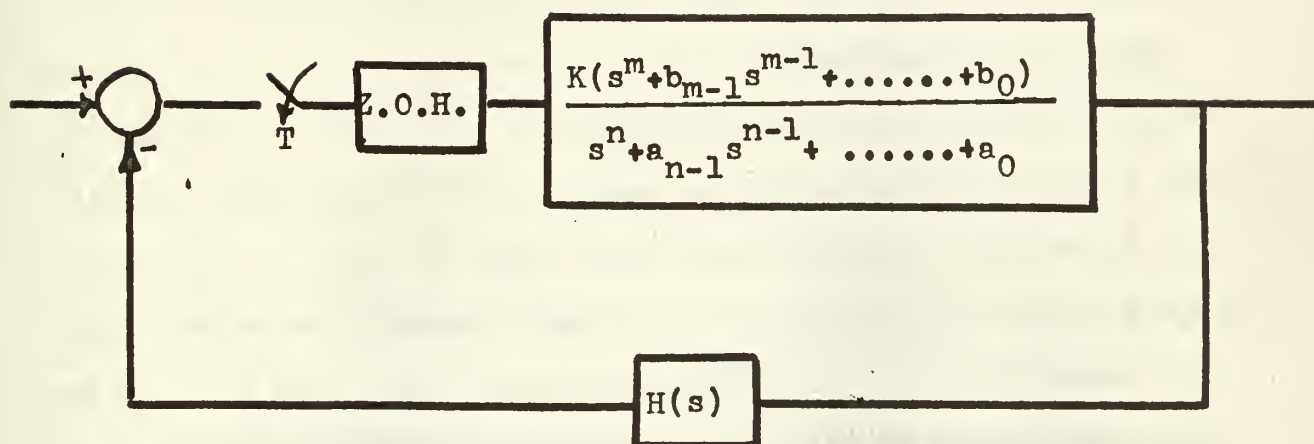 +
K(s^m+b_{m-1}s^{m-1}+......+b_0)
Z.O.H.
T
-
s^n+a_{n-1}s^{n-1}+ ......+a_0
H(s)